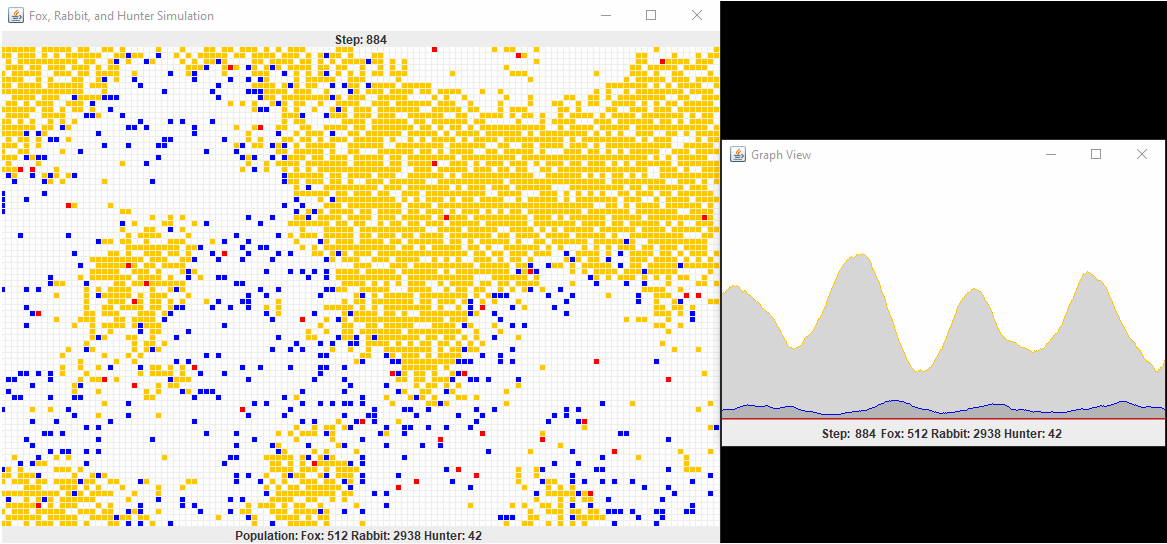 Fox, Rabbit, and Hunter Simulation
Step: 884
Population: Fox: 512 Rabbit: 2938 Hunter: 42
Graph View
Step: 884 Fox: 512 Rabbit: 2938 Hunter: 42